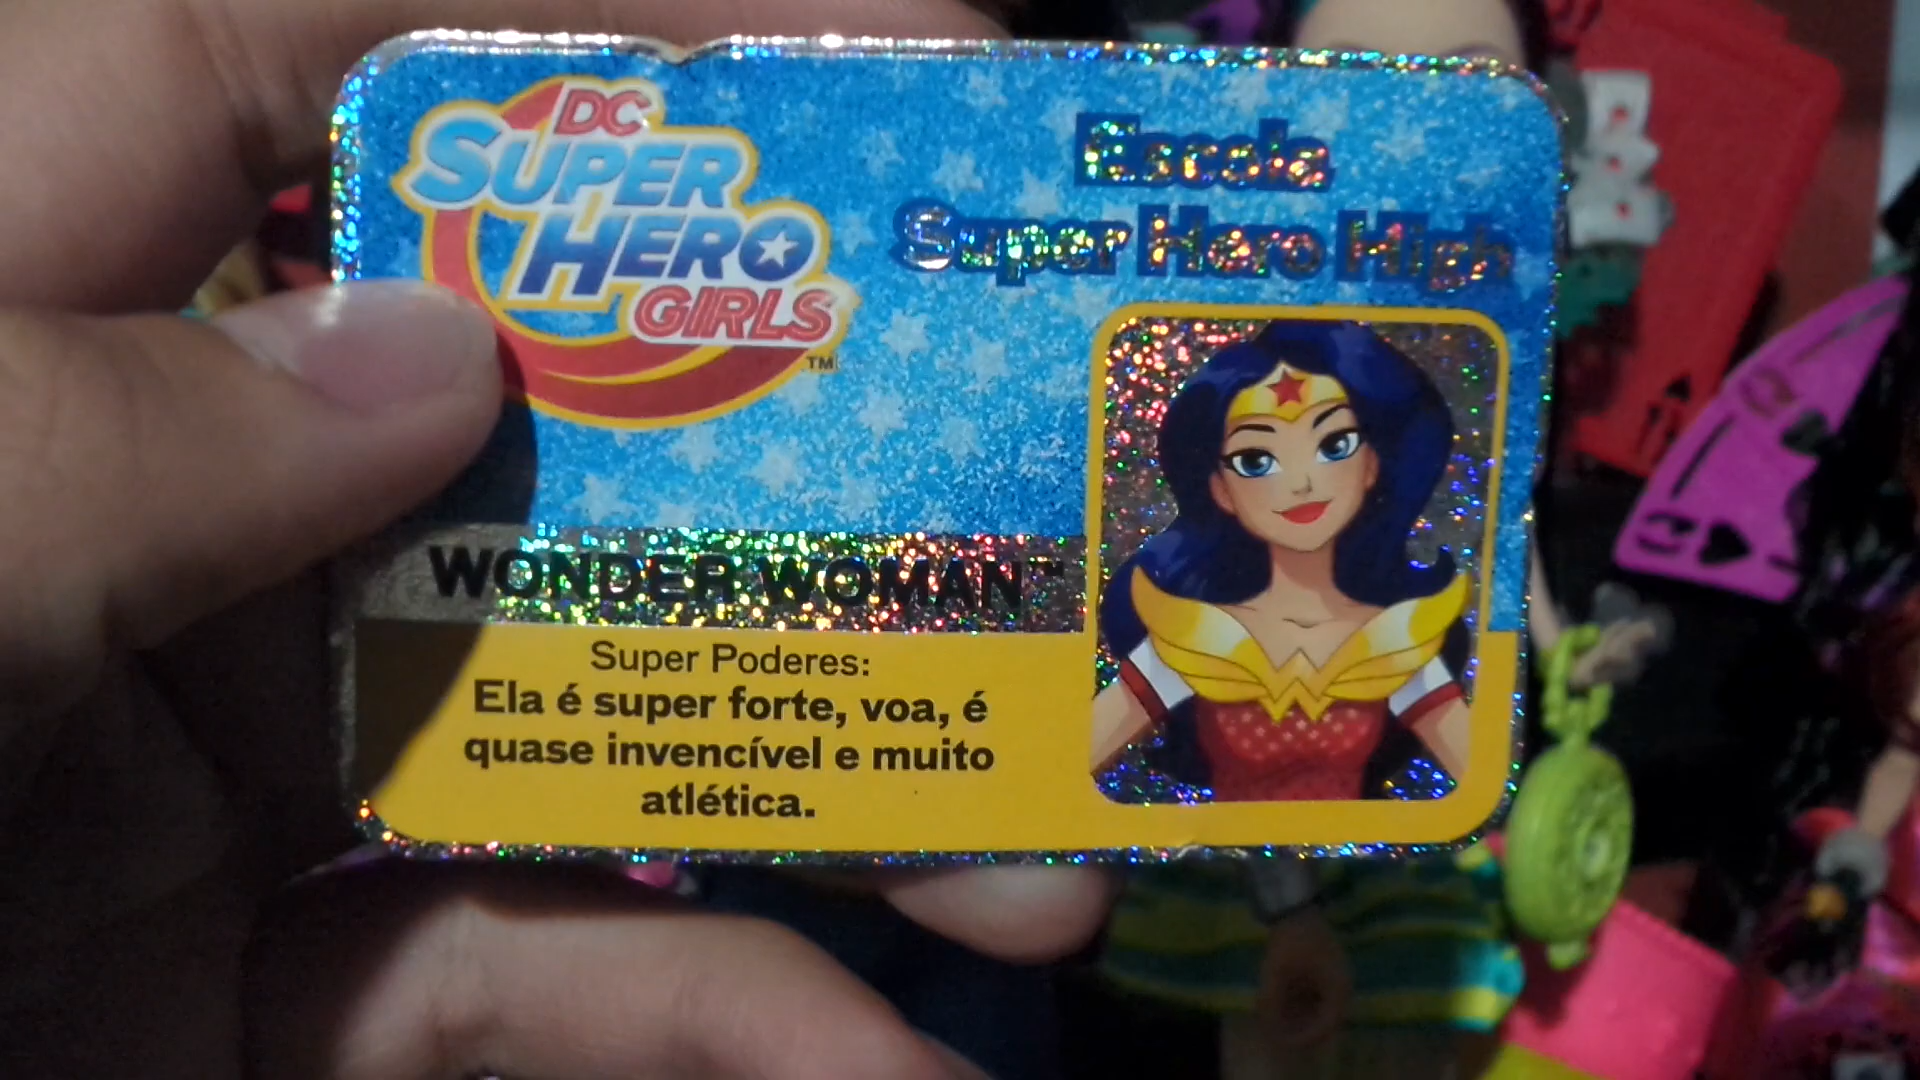 DC
SUPER
HERO
GIRLS
TM
Escola
Super Hero High
WONDER WOMAN™
Super Poderes:
Ela é super forte, voa, é
quase invencível e muito
atlética.